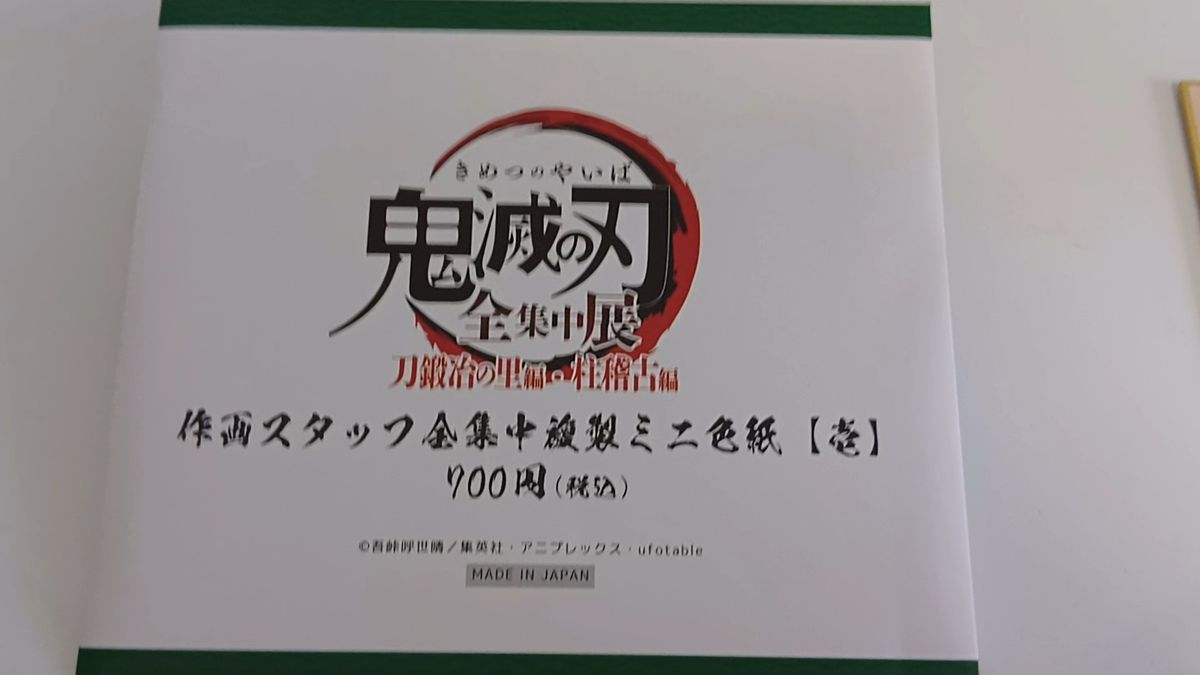 きめつのやいば
鬼滅の刃
全集中展
刀鍛冶の里編・柱稽古編
作画スタッフ全集中複製ミニ色紙【壱】
700円(税込)
©吾峠呼世晴／集英社・アニプレックス・ufotable
MADE IN JAPAN